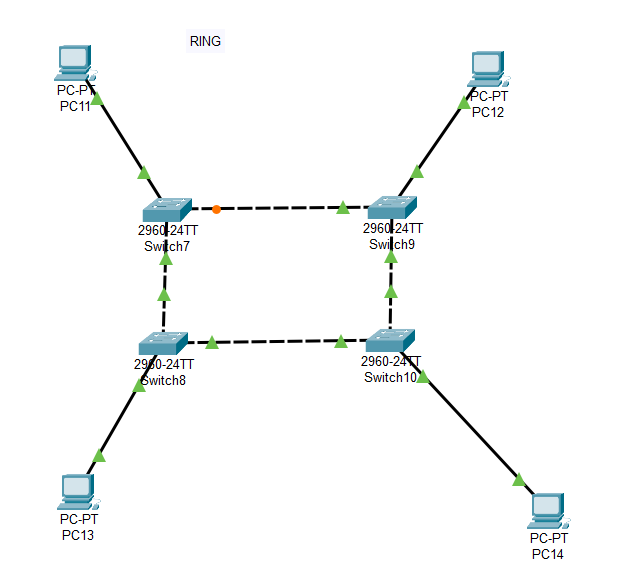 RING
PC-PT
PC11
PC-PT
PC12
2960-24TT
Switch7
2960-24TT
Switch9
2960-24TT
Switch8
2960-24TT
Switch10
PC-PT
PC13
PC-PT
PC14